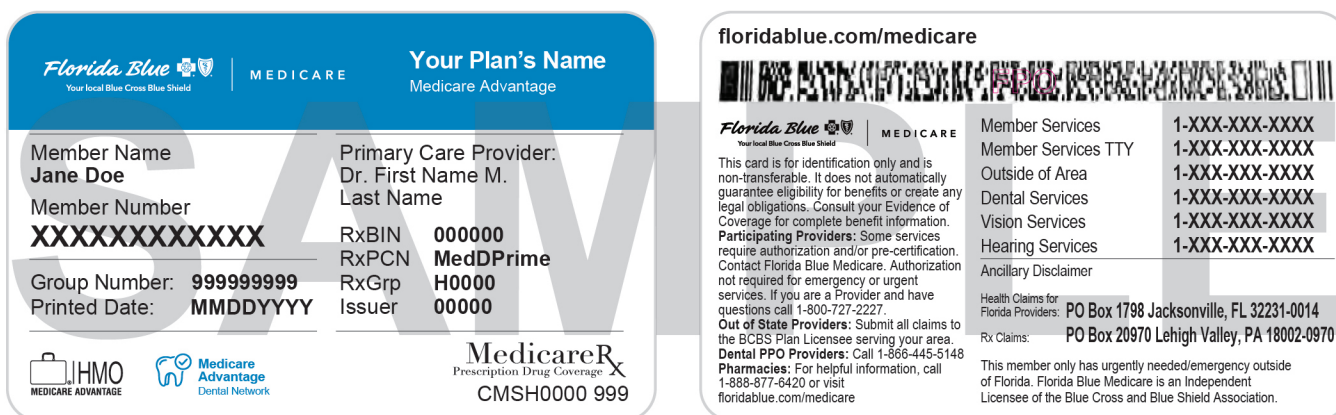 Florida Blue
Your local Blue Cross Blue Shield
MEDICARE
Your Plan’s Name
Medicare Advantage
Member Name
Jane Doe
Member Number
XXXXXXXXXXXX
Group Number: 999999999
Printed Date: MMDDYYYY
Primary Care Provider:
Dr. First Name M.
Last Name
RxBIN 000000
RxPCN MedDPrime
RxGrp H0000
Issuer 00000
HMO
MEDICARE ADVANTAGE
Medicare
Advantage
Dental Network
MedicareRx
Prescription Drug Coverage
CMSH0000 999
SAMPLE
floridablue.com/medicare
PPO
Florida Blue
Your local Blue Cross Blue Shield
MEDICARE
This card is for identification only and is
non-transferable. It does not automatically
guarantee eligibility for benefits or create any
legal obligations. Consult your Evidence of
Coverage for complete benefit information.
Participating Providers: Some services
require authorization and/or pre-certification.
Contact Florida Blue Medicare. Authorization
not required for emergency or urgent
services. If you are a Provider and have
questions call 1-800-727-2227.
Out of State Providers: Submit all claims to
the BCBS Plan Licensee serving your area.
Dental PPO Providers: Call 1-866-445-5148
Pharmacies: For helpful information, call
1-888-877-6420 or visit
floridablue.com/medicare
Member Services 1-XXX-XXX-XXXX
Member Services TTY 1-XXX-XXX-XXXX
Outside of Area 1-XXX-XXX-XXXX
Dental Services 1-XXX-XXX-XXXX
Vision Services 1-XXX-XXX-XXXX
Hearing Services 1-XXX-XXX-XXXX
Ancillary Disclaimer
Health Claims for
Florida Providers: PO Box 1798 Jacksonville, FL 32231-0014
Rx Claims: PO Box 20970 Lehigh Valley, PA 18002-0970
This member only has urgently needed/emergency outside
of Florida. Florida Blue Medicare is an Independent
Licensee of the Blue Cross and Blue Shield Association.